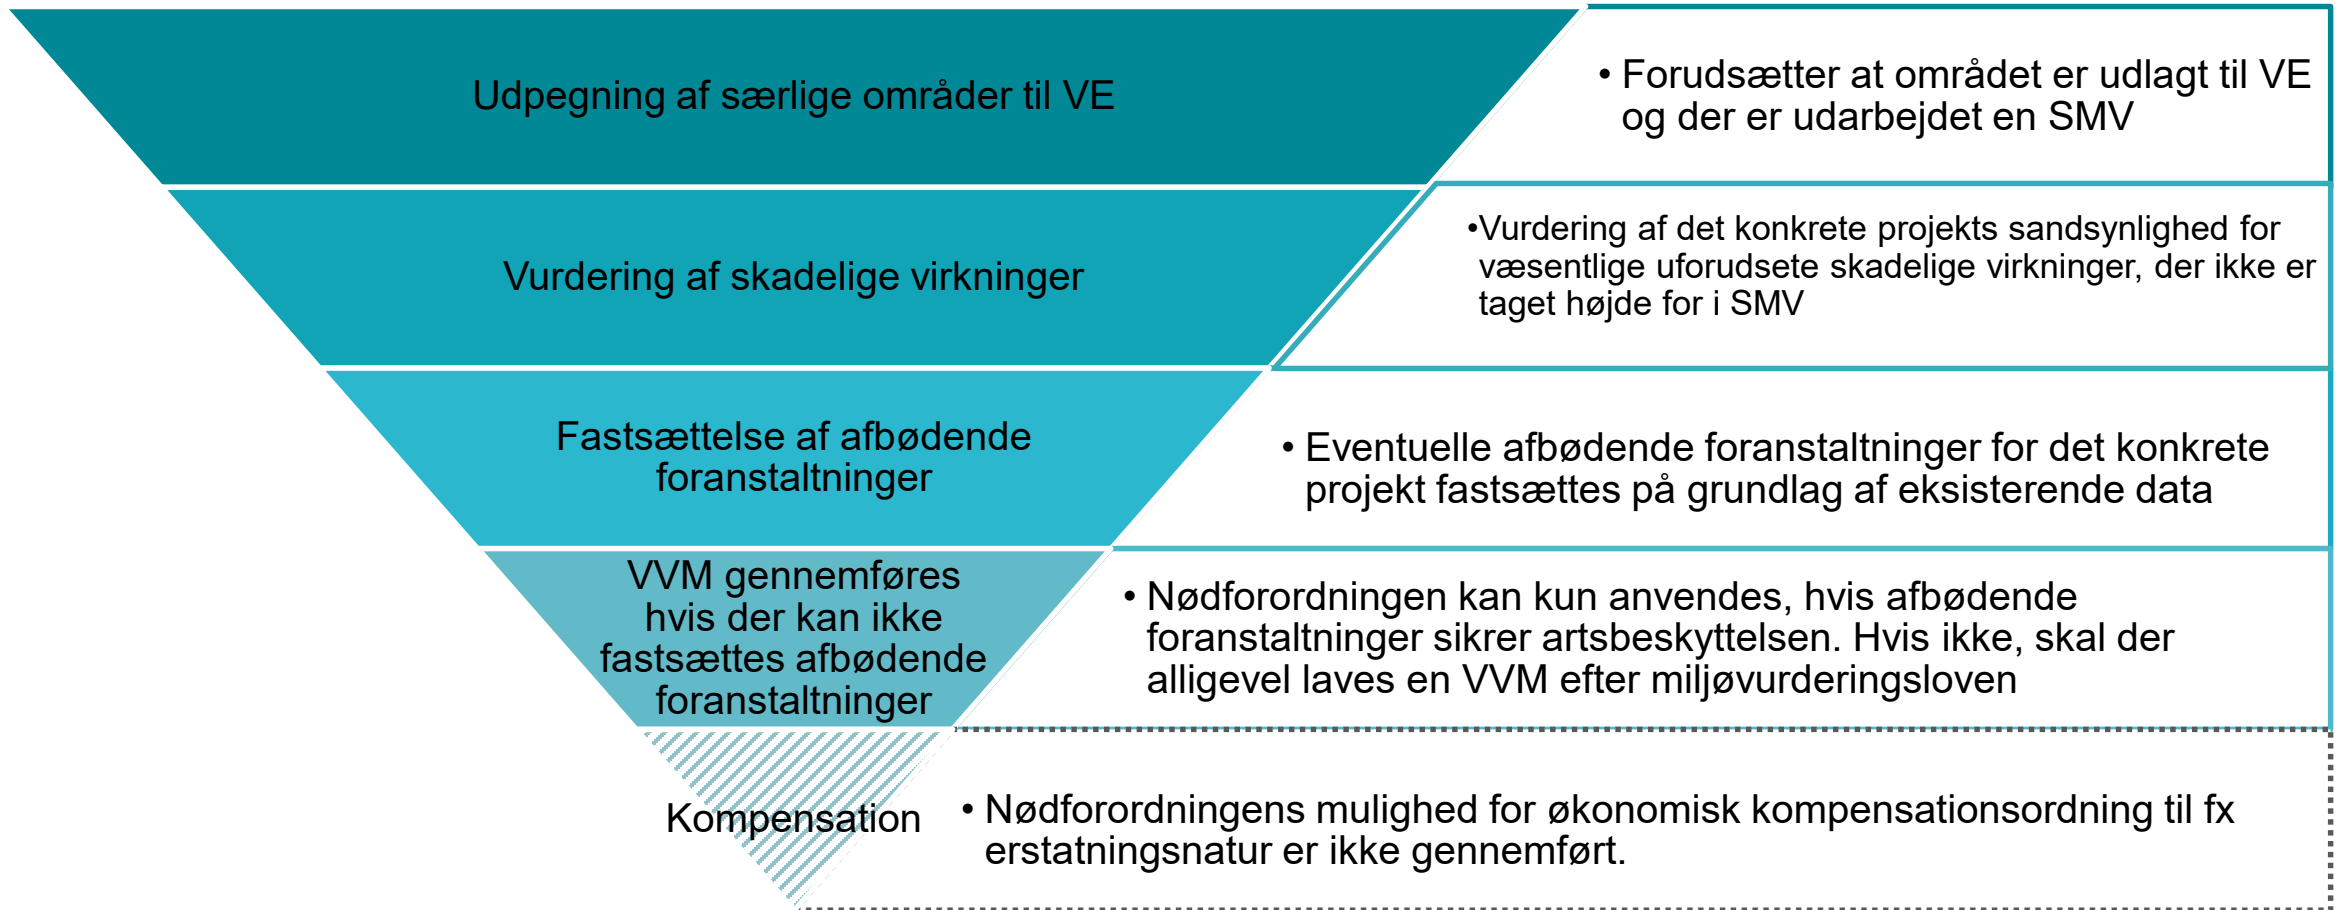 Udpegning af særlige områder til VE
• Forudsætter at området er udlagt til VE
og der er udarbejdet en SMV
Vurdering af skadelige virkninger
•Vurdering af det konkrete projekts sandsynlighed for
væsentlige uforudsete skadelige virkninger, der ikke er
taget højde for i SMV
Fastsættelse af afbødende
foranstaltninger
• Eventuelle afbødende foranstaltninger for det konkrete
projekt fastsættes på grundlag af eksisterende data
VVM gennemføres
hvis der kan ikke
fastsættes afbødende
foranstaltninger
• Nødforordningen kan kun anvendes, hvis afbødende
foranstaltninger sikrer artsbeskyttelsen. Hvis ikke, skal der
alligevel laves en VVM efter miljøvurderingsloven
Kompensation
• Nødforordningens mulighed for økonomisk kompensationsordning til fx
erstatningsnatur er ikke gennemført.